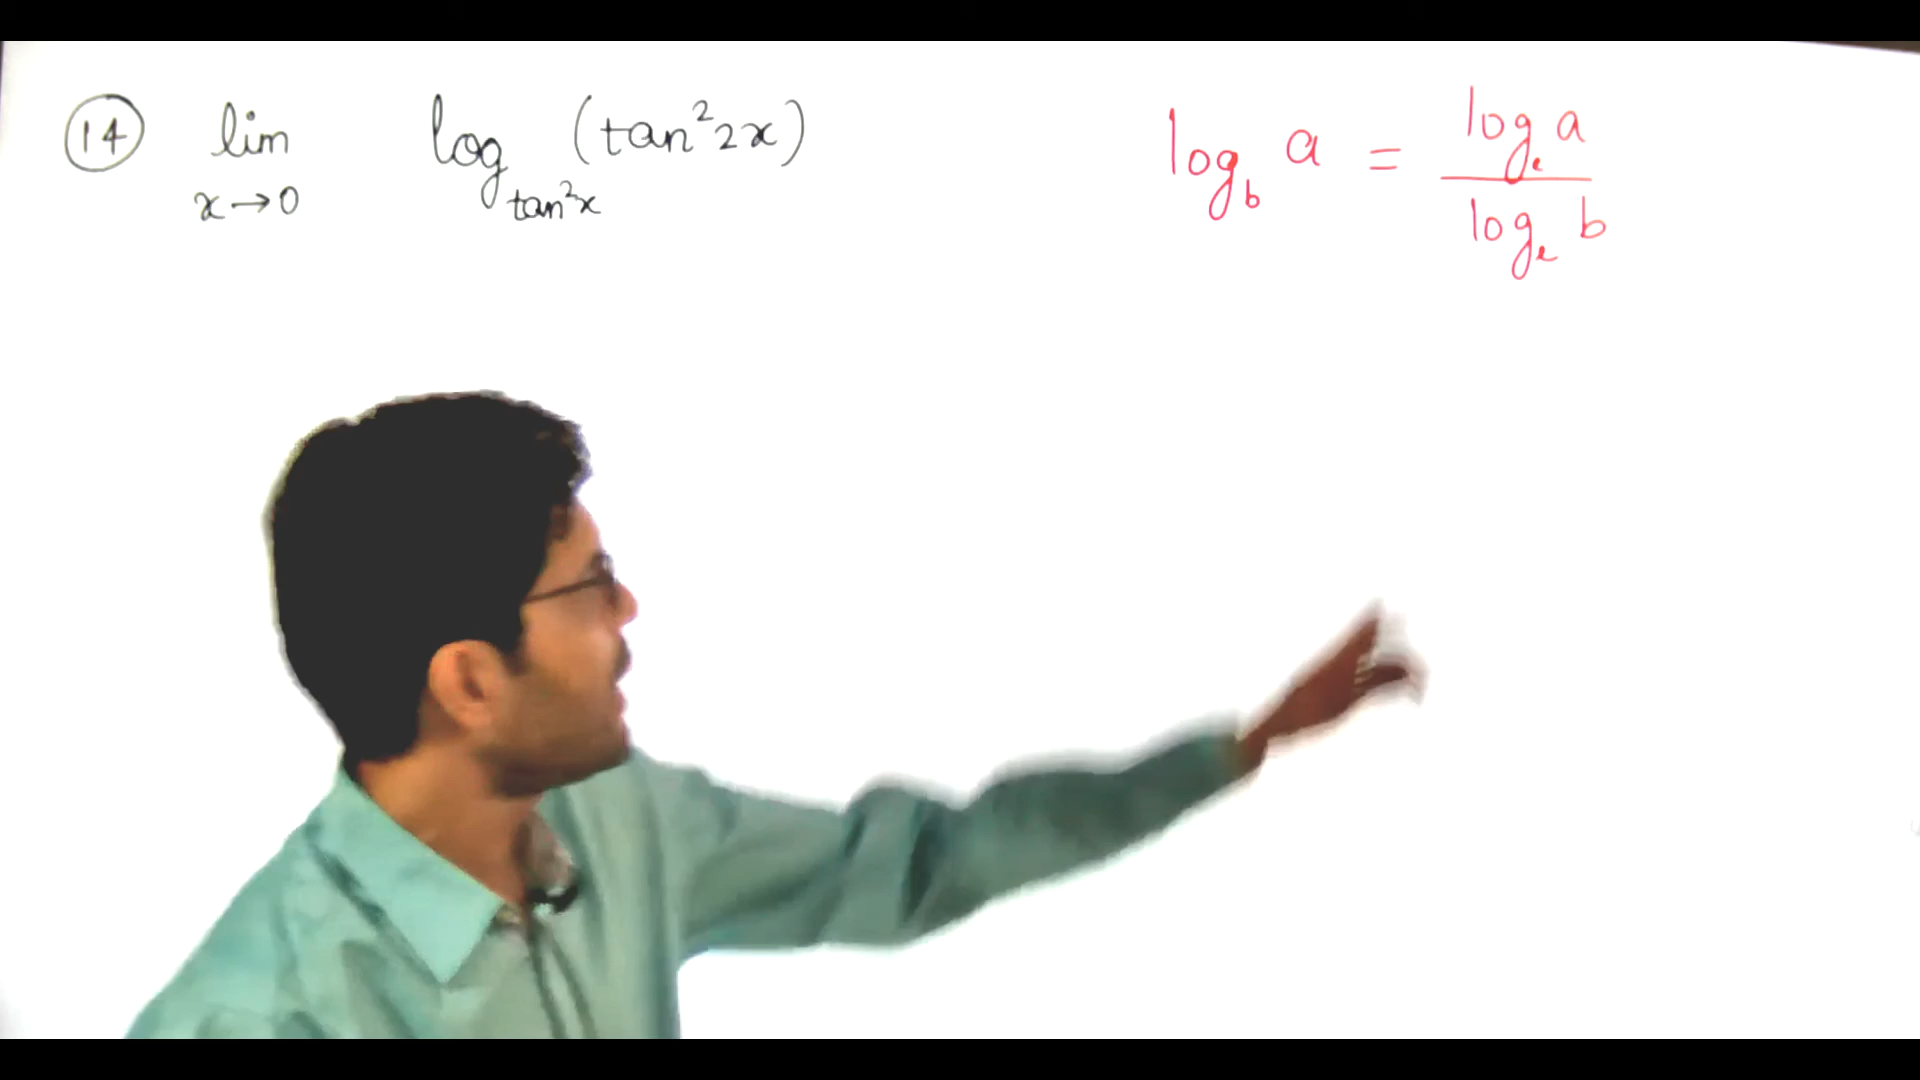 14 lim x→0 log_{tan²x} (tan²2x)
log_b a = log_e a / log_e b